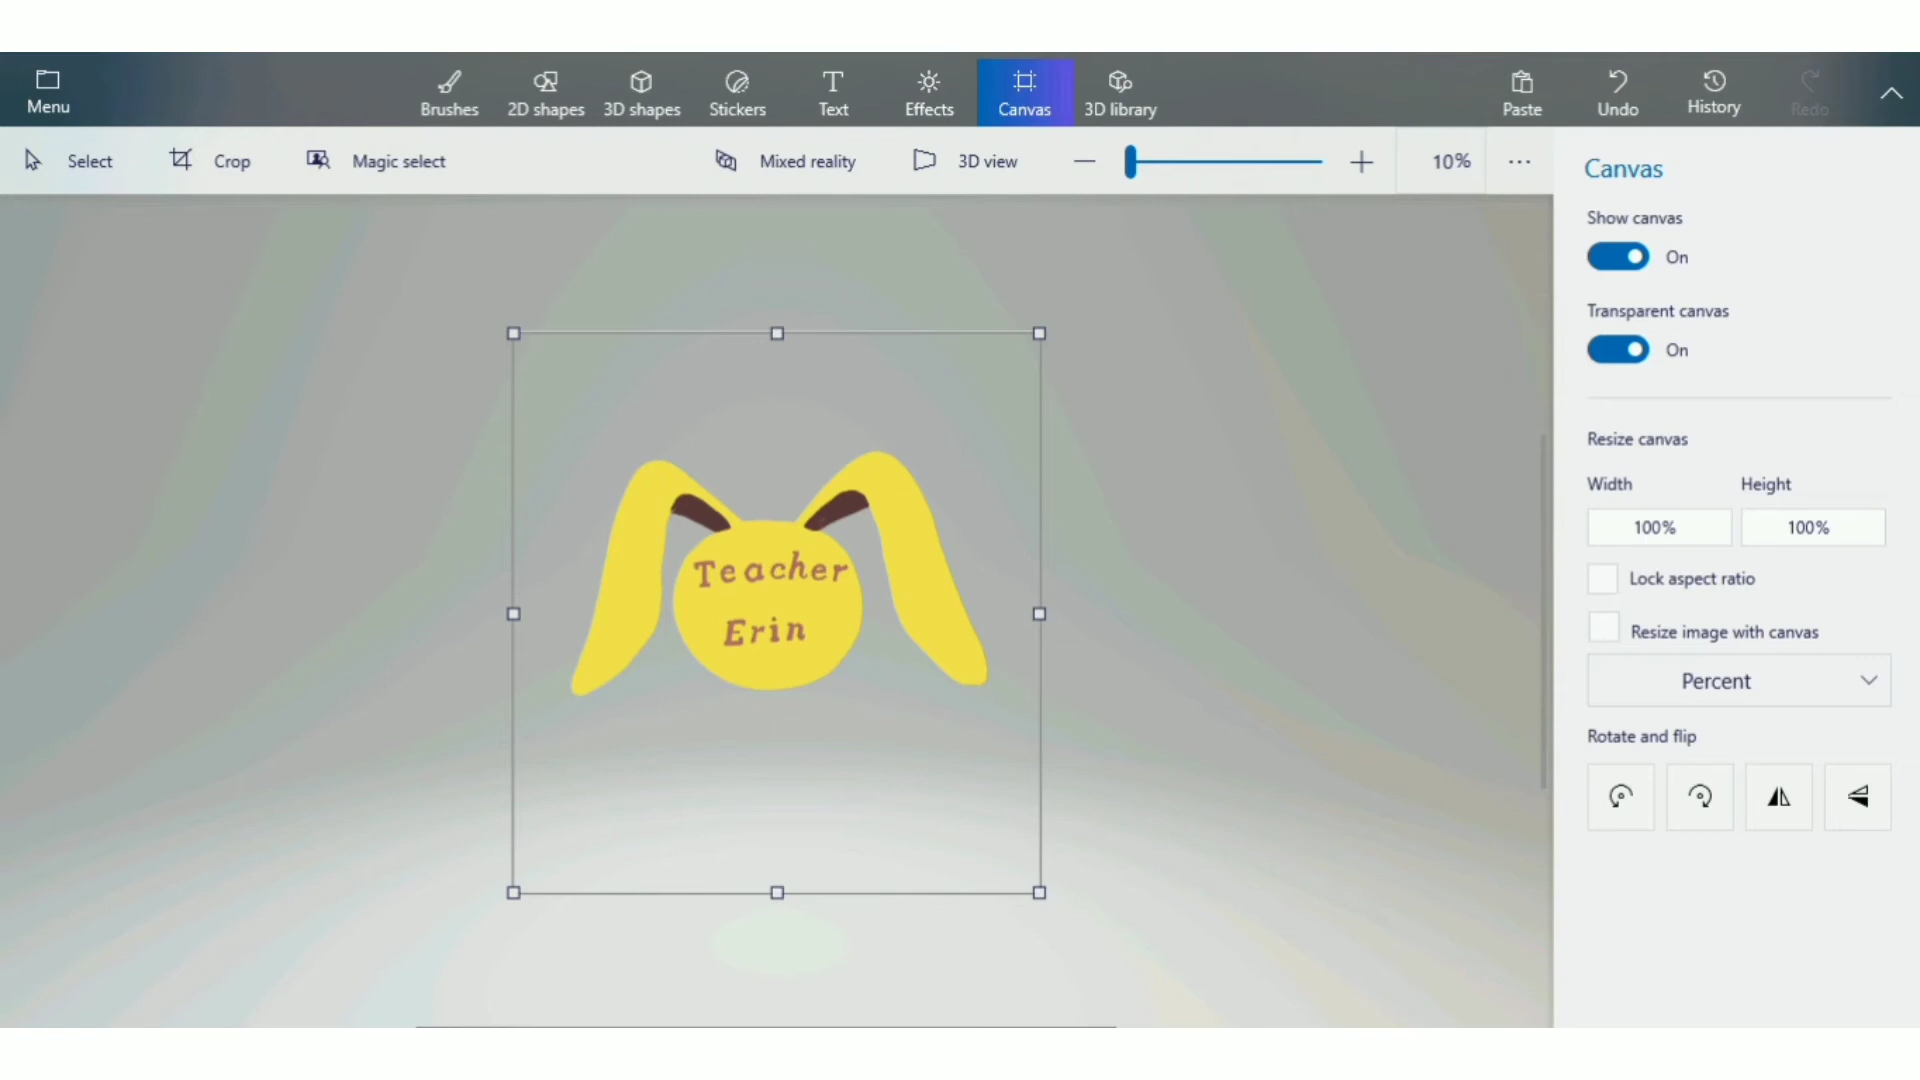 Menu
Brushes
2D shapes
3D shapes
Stickers
Text
Effects
Canvas
3D library
Paste
Undo
History
Redo
Select
Crop
Magic select
Mixed reality
3D view
10%
Canvas
Show canvas
On
Transparent canvas
On
Resize canvas
Width Height
100% 100%
Lock aspect ratio
Resize image with canvas
Percent
Rotate and flip
Teacher
Erin